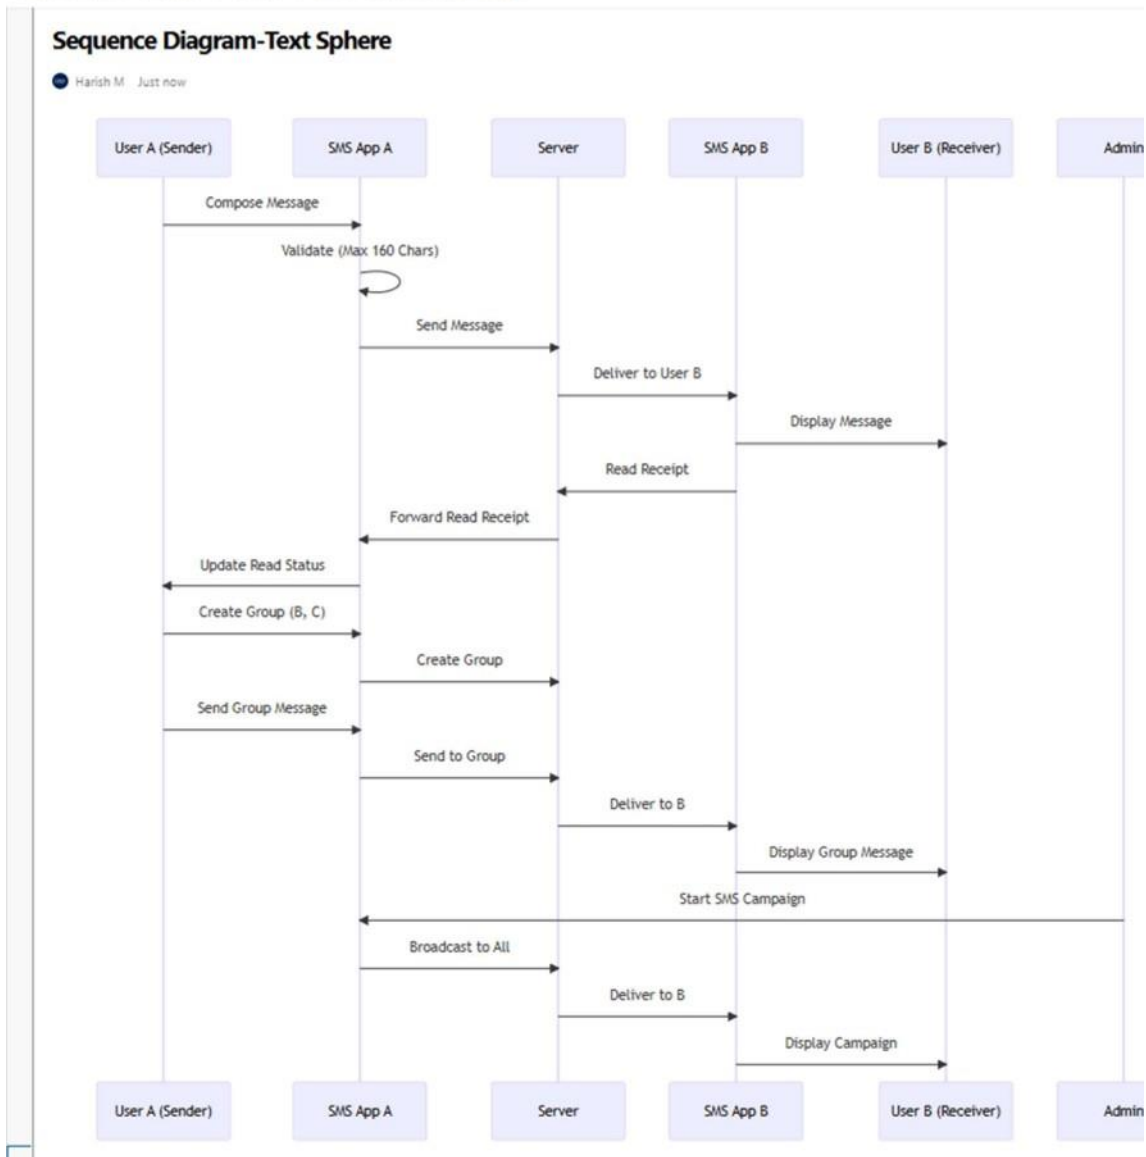 Sequence Diagram-Text Sphere
Harish M Just now
User A (Sender) SMS App A Server SMS App B User B (Receiver) Admin
Compose Message
Validate (Max 160 Chars)
Send Message
Deliver to User B
Display Message
Read Receipt
Forward Read Receipt
Update Read Status
Create Group (B, C)
Create Group
Send Group Message
Send to Group
Deliver to B
Display Group Message
Start SMS Campaign
Broadcast to All
Deliver to B
Display Campaign
User A (Sender) SMS App A Server SMS App B User B (Receiver) Admin